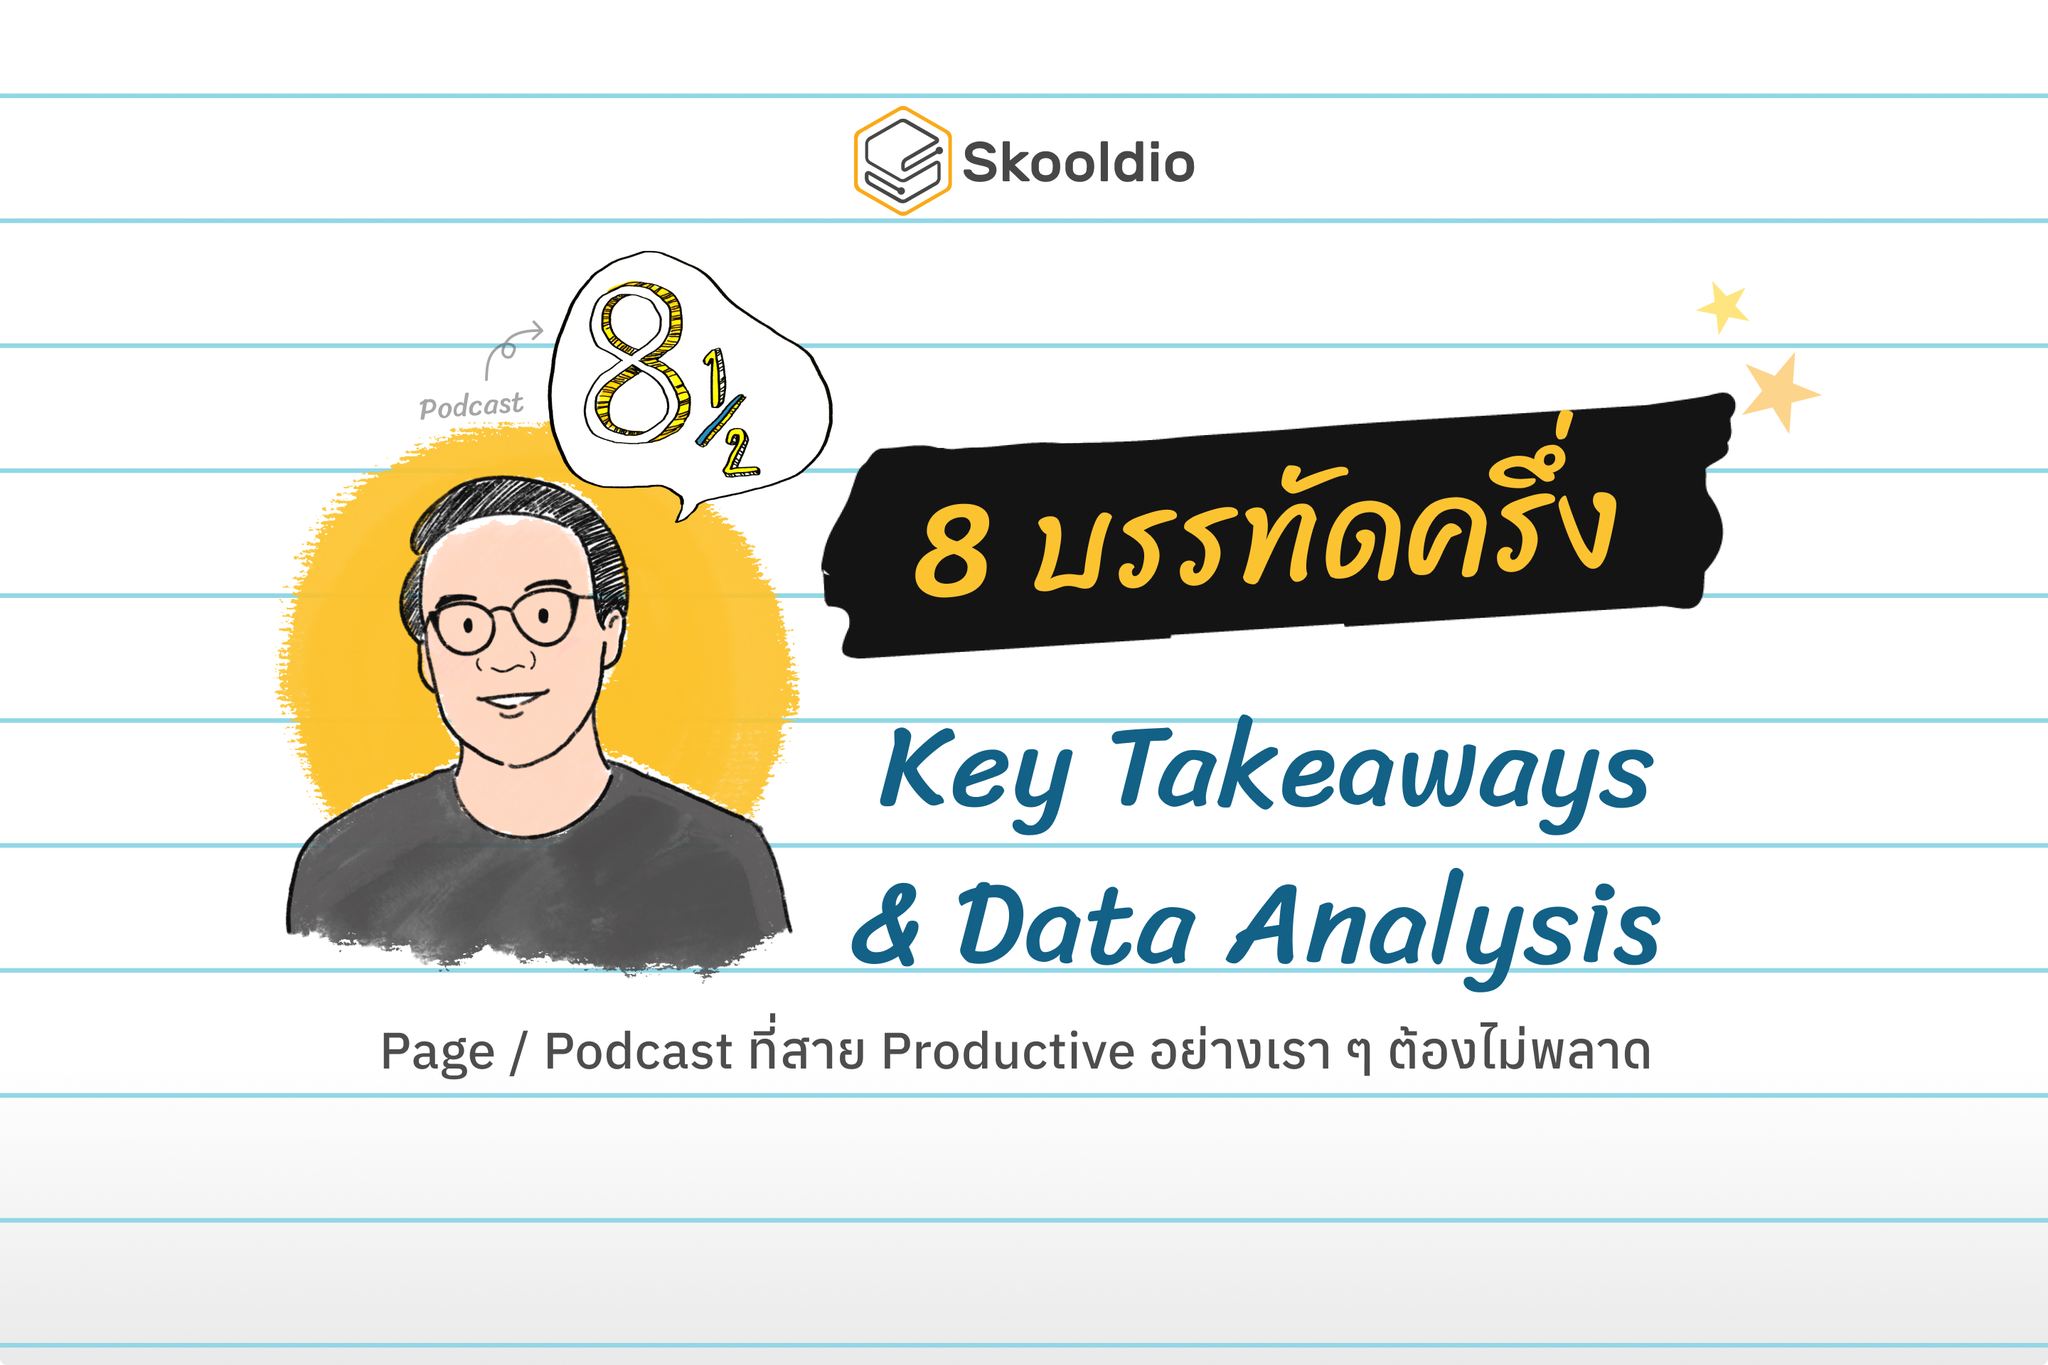 Skooldio
8 1/2
Podcast
8 บรรทัดครึ่ง
Key Takeaways
& Data Analysis
Page / Podcast ที่สาย Productive อย่างเรา ๆ ต้องไม่พลาด